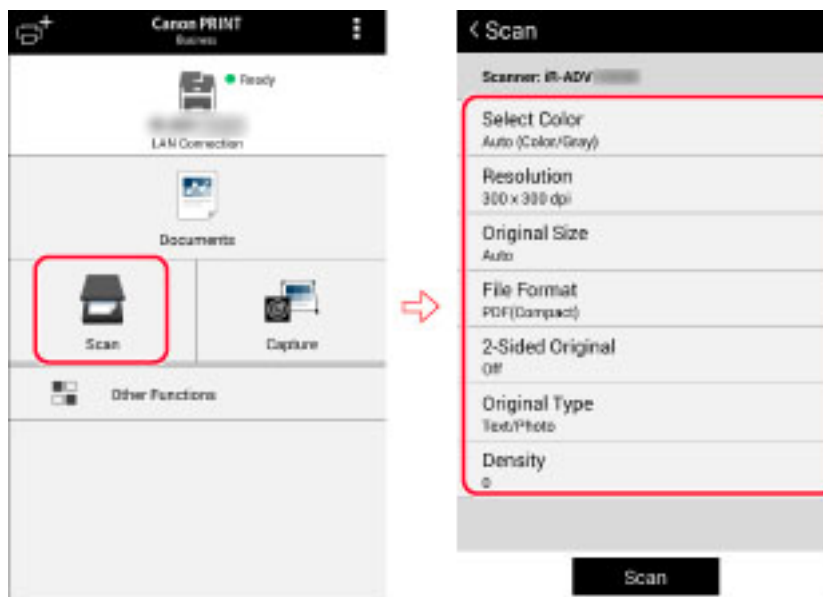 Canon PRINT
Business
Ready
LAN Connection
Documents
Scan
Capture
Other Functions
< Scan
Scanner: iR-ADV
Select Color
Auto (Color/Gray)
Resolution
300 x 300 dpi
Original Size
Auto
File Format
PDF(Compact)
2-Sided Original
Off
Original Type
Text/Photo
Density
0
Scan